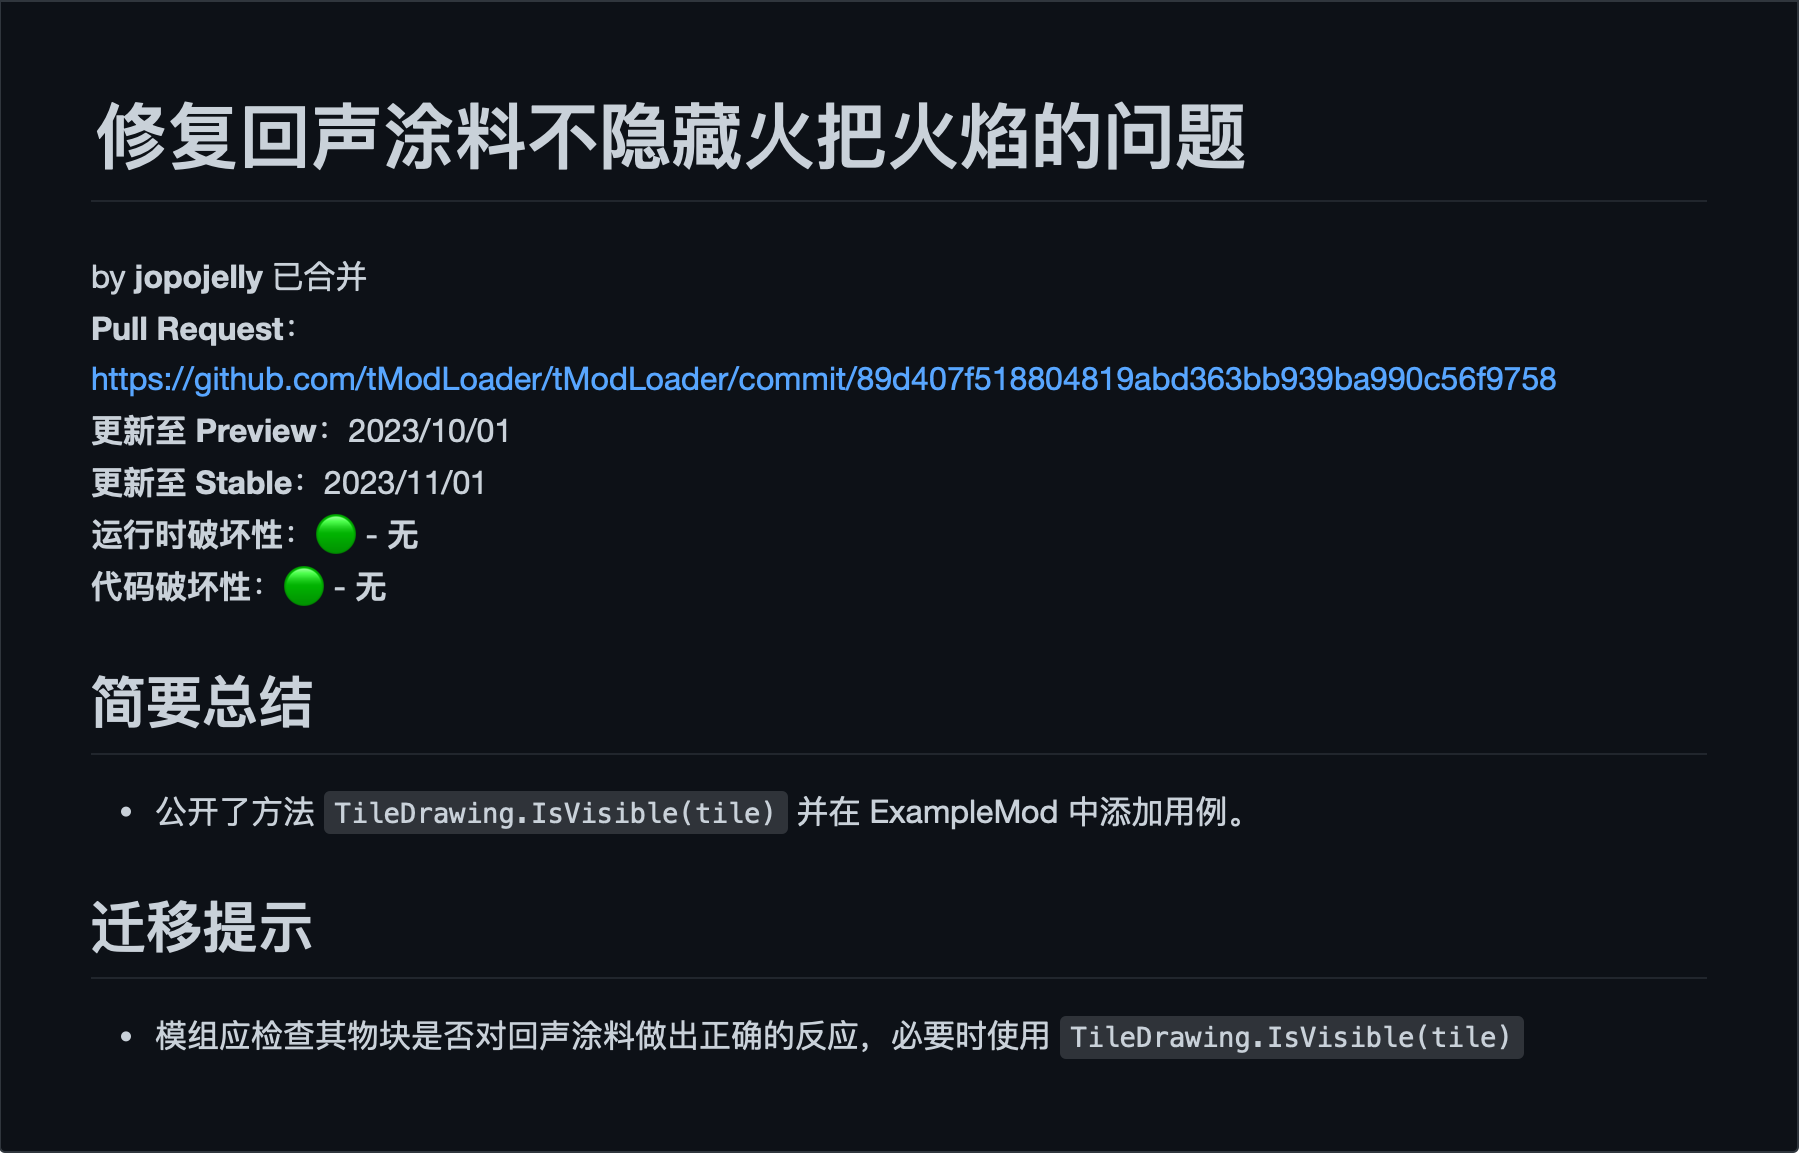 修复回声涂料不隐藏火把火焰的问题
by jopojelly 已合并
Pull Request：
https://github.com/tModLoader/tModLoader/commit/89d407f518804819abd363bb939ba990c56f9758
更新至 Preview：2023/10/01
更新至 Stable：2023/11/01
运行时破坏性：🟢 - 无
代码破坏性：🟢 - 无
简要总结
• 公开了方法 TileDrawing.IsVisible(tile) 并在 ExampleMod 中添加用例。
迁移提示
• 模组应检查其物块是否对回声涂料做出正确的反应，必要时使用 TileDrawing.IsVisible(tile)